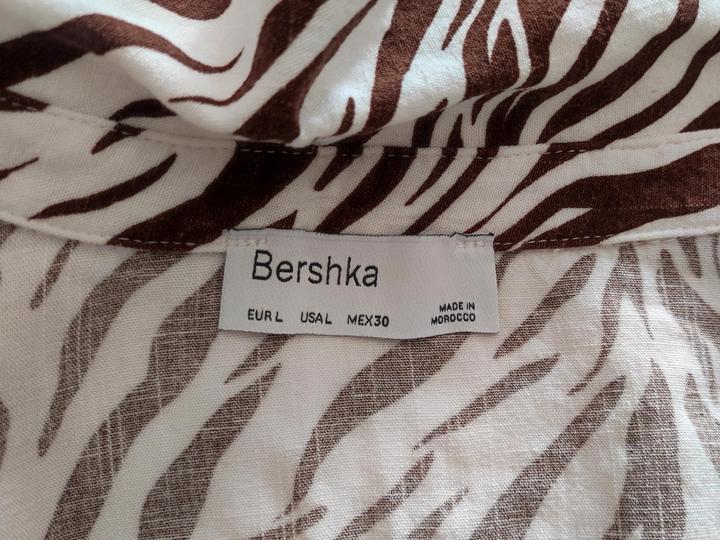 Bershka
EUR L USA L MEX 30
MADE IN
MOROCCO